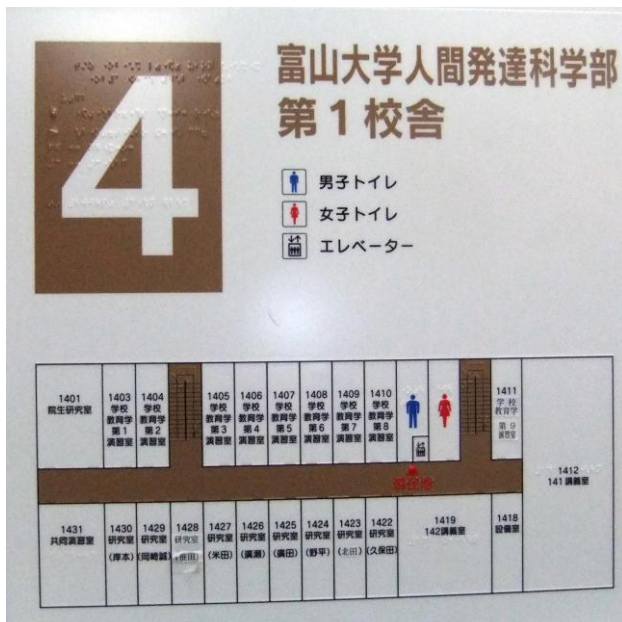 4
富山大学人間発達科学部
第1校舎
男子トイレ
女子トイレ
エレベーター
1401
院生研究室
1403
学校
教育学
第1
演習室
1404
学校
教育学
第2
演習室
1405
学校
教育学
第3
演習室
1406
学校
教育学
第4
演習室
1407
学校
教育学
第5
演習室
1408
学校
教育学
第6
演習室
1409
学校
教育学
第7
演習室
1410
学校
教育学
第8
演習室
1411
学校
教育学
第9
演習室
1412
141講義室
現在地
1431
共同演習室
1430
研究室
(岸本)
1429
研究室
(岡崎誠)
1428
研究室
1427
研究室
(米田)
1426
研究室
(廣瀬)
1425
研究室
(廣田)
1424
研究室
(野平)
1423
研究室
(北田)
1422
研究室
(久保田)
1419
142講義室
1418
設備室